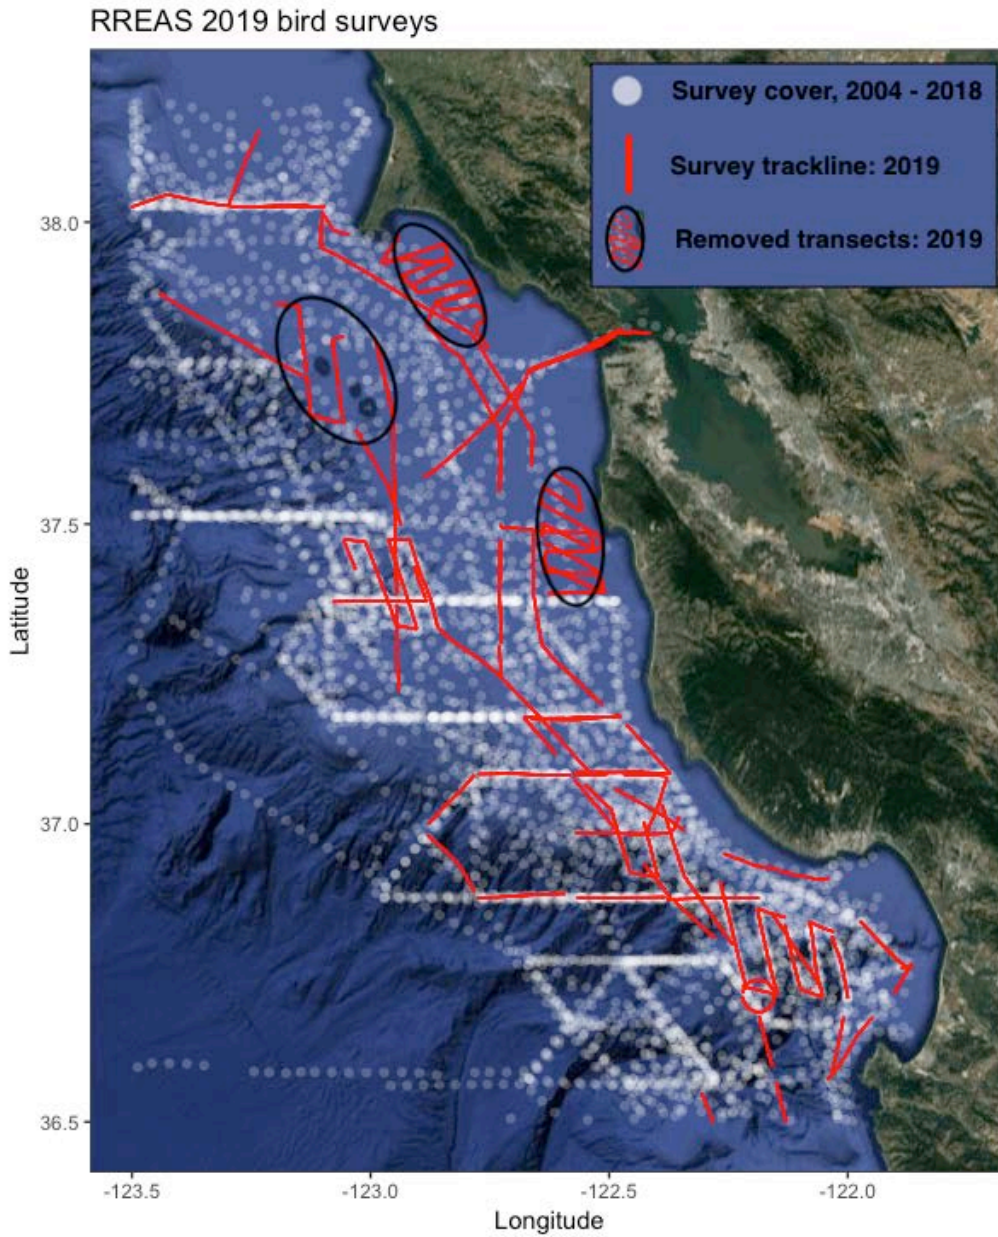 RREAS 2019 bird surveys
Survey cover, 2004 - 2018
Survey trackline: 2019
Removed transects: 2019
38.0
37.5
37.0
36.5
Latitude
-123.5
-123.0
-122.5
-122.0
Longitude